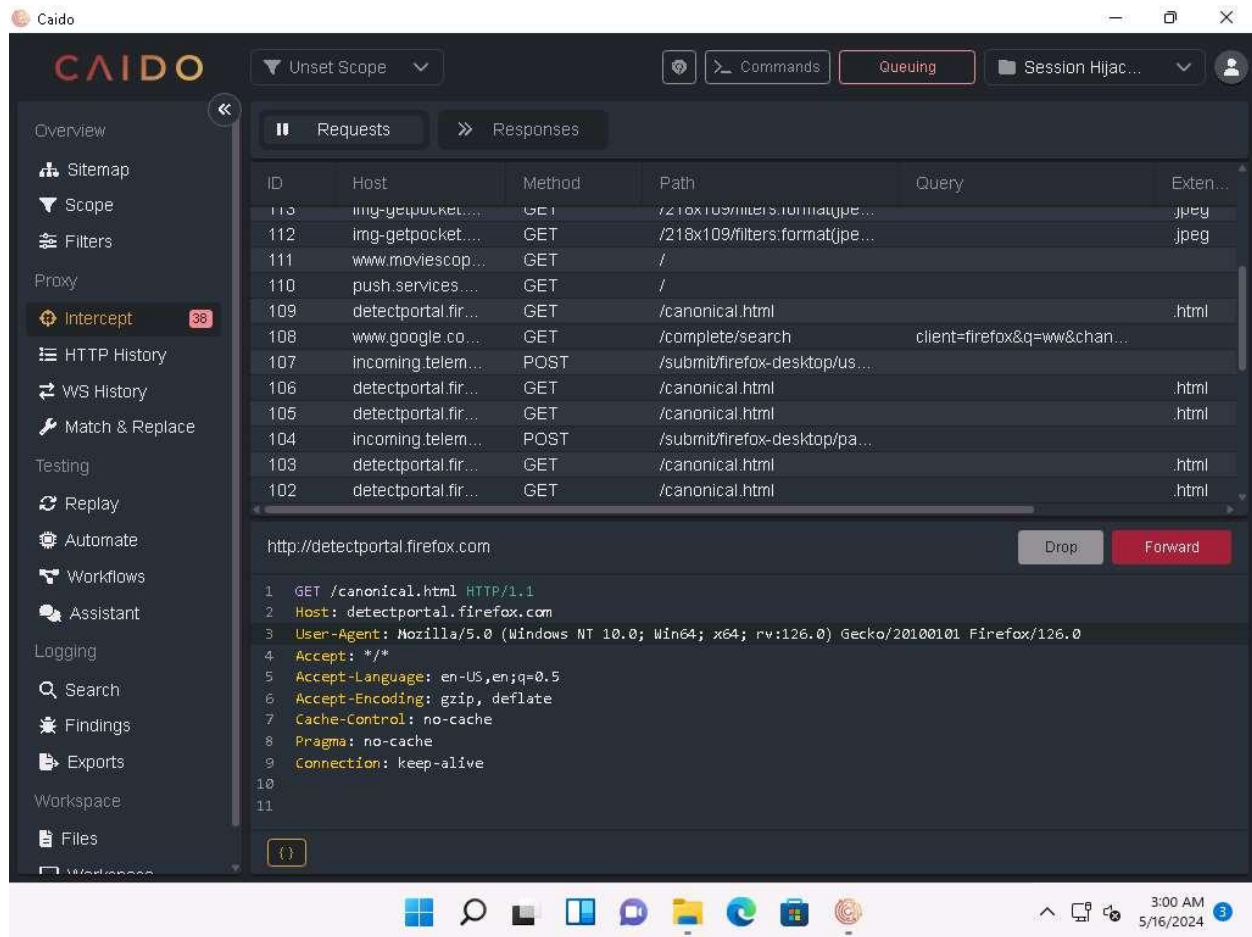 Caido
CAIDO
Unset Scope
Commands
Queuing
Session Hijac...
Overview
Sitemap
Scope
Filters
Proxy
Intercept 38
HTTP History
WS History
Match & Replace
Testing
Replay
Automate
Workflows
Assistant
Logging
Search
Findings
Exports
Workspace
Files
Workspace
Requests
Responses
ID Host Method Path Query Exten...
113 img-getpocket.... GET /218x109/filters:format(jpe... .jpeg
112 img-getpocket.... GET /218x109/filters:format(jpe... .jpeg
111 www.moviescop... GET /
110 push.services.... GET /
109 detectportal.fir... GET /canonical.html .html
108 www.google.co... GET /complete/search client=firefox&q=ww&chan...
107 incoming.telem... POST /submit/firefox-desktop/us...
106 detectportal.fir... GET /canonical.html .html
105 detectportal.fir... GET /canonical.html .html
104 incoming.telem... POST /submit/firefox-desktop/pa...
103 detectportal.fir... GET /canonical.html .html
102 detectportal.fir... GET /canonical.html .html
http://detectportal.firefox.com
Drop
Forward
1 GET /canonical.html HTTP/1.1
2 Host: detectportal.firefox.com
3 User-Agent: Mozilla/5.0 (Windows NT 10.0; Win64; x64; rv:126.0) Gecko/20100101 Firefox/126.0
4 Accept: */*
5 Accept-Language: en-US,en;q=0.5
6 Accept-Encoding: gzip, deflate
7 Cache-Control: no-cache
8 Pragma: no-cache
9 Connection: keep-alive
10
11
{}
3:00 AM
5/16/2024
3